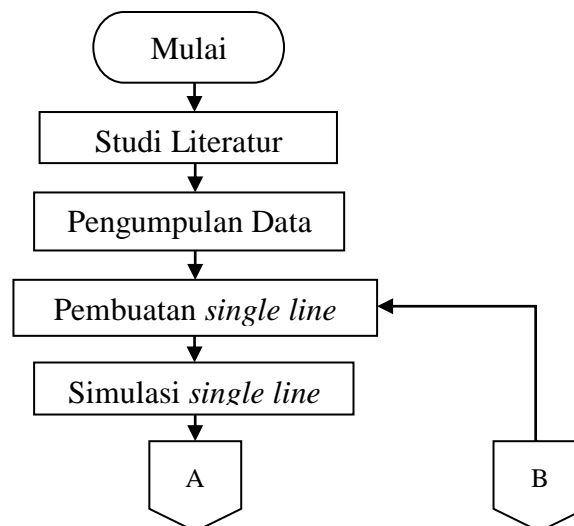 Mulai
Studi Literatur
Pengumpulan Data
Pembuatan single line
Simulasi single line
A
B